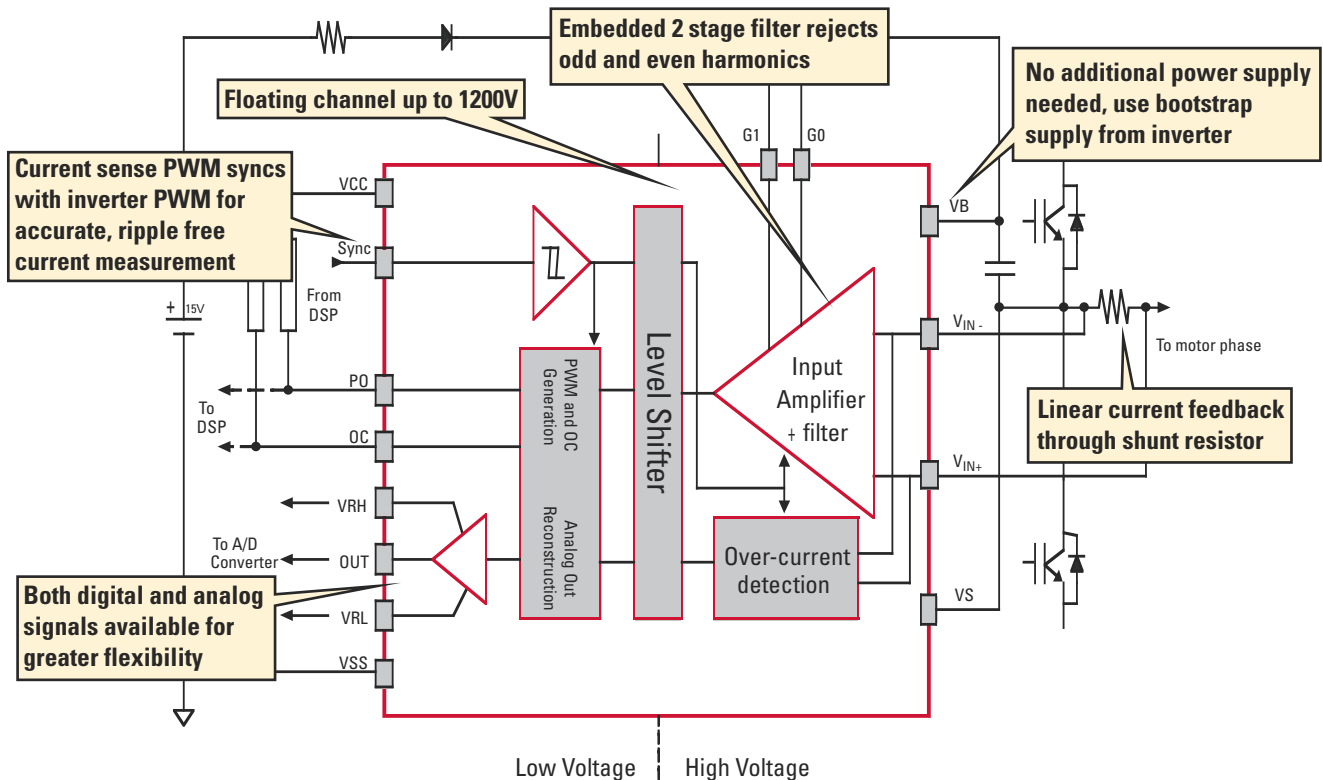 Embedded 2 stage filter rejects
odd and even harmonics
No additional power supply
needed, use bootstrap
supply from inverter
Floating channel up to 1200V
G1
G0
Current sense PWM syncs
with inverter PWM for
accurate, ripple free
current measurement
VCC
VB
Sync
From
DSP
+ 15V
Level Shifter
PWM and OC
Generation
Analog Out
Reconstruction
Input
Amplifier
+ filter
VIN -
To motor phase
PO
To
DSP
OC
Linear current feedback
through shunt resistor
VIN+
VRH
To A/D
Converter
OUT
Over-current
detection
Both digital and analog
signals available for
greater flexibility
VRL
VS
VSS
Low Voltage
High Voltage